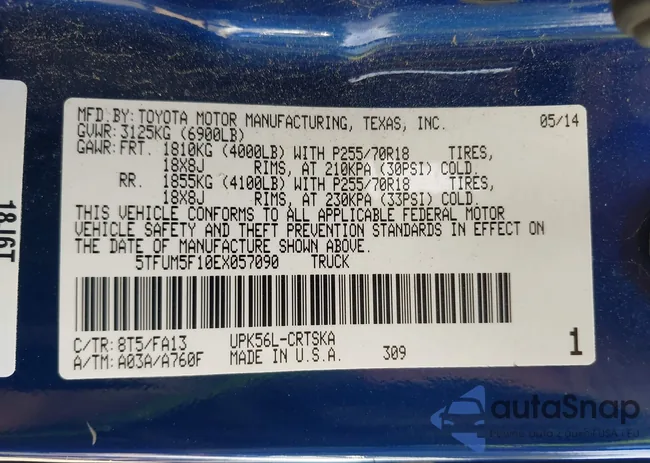 MFD.BY: TOYOTA MOTOR MANUFACTURING, TEXAS, INC. 05/14
GVWR: 3125KG (6900LB)
GAWR: FRT. 1810KG (4000LB) WITH P255/70R18 TIRES,
18X8J RIMS, AT 210KPA (30PSI) COLD.
RR. 1855KG (4100LB) WITH P255/70R18 TIRES,
18X8J RIMS, AT 230KPA (33PSI) COLD.
THIS VEHICLE CONFORMS TO ALL APPLICABLE FEDERAL MOTOR
VEHICLE SAFETY AND THEFT PREVENTION STANDARDS IN EFFECT ON
THE DATE OF MANUFACTURE SHOWN ABOVE.
5TFUM5F10EX057090 TRUCK
C/TR: 8T5/FA13 UPK56L-CRTSKA
A/TM: A03A/A760F MADE IN U.S.A. 309 1
autoSnap